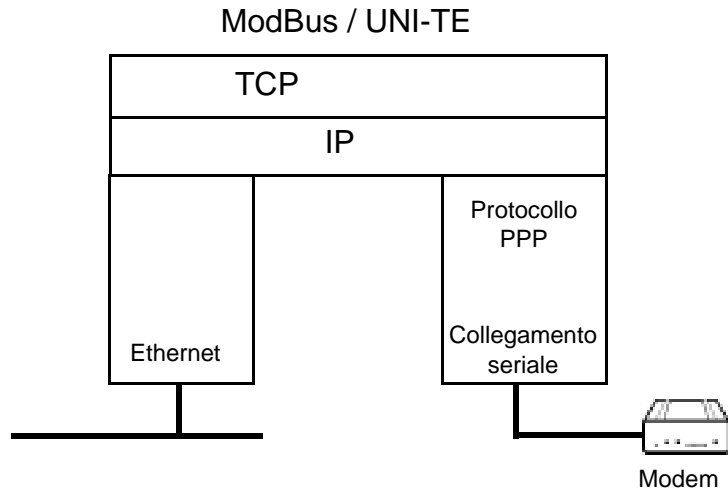 ModBus / UNI-TE
TCP
IP
Protocollo
PPP
Ethernet
Collegamento
seriale
Modem